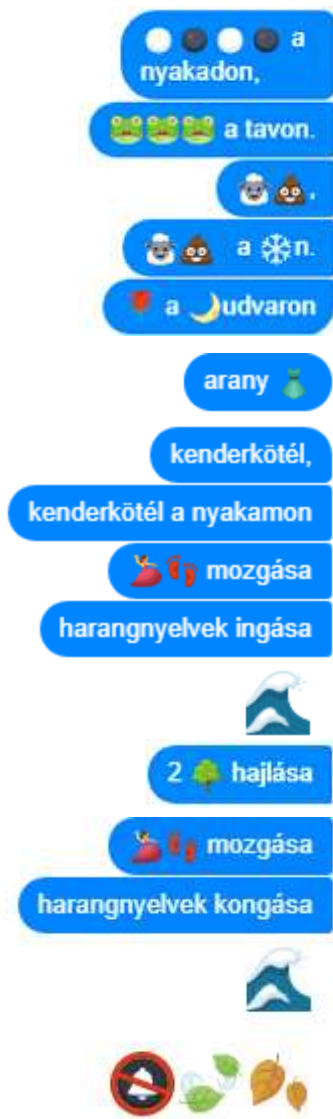 ⚪⚫⚪⚫ a
nyakadon,
🐸🐸🐸 a tavon.
🐑💩,
🐑💩 a ❄n.
🌹 a 🌙udvaron
arany 👗
kenderkötél,
kenderkötél a nyakamon
💃👣 mozgása
harangnyelvek ingása
🌊
2 🌳 hajlása
💃👣 mozgása
harangnyelvek kongása
🌊
🔕🍃🍂